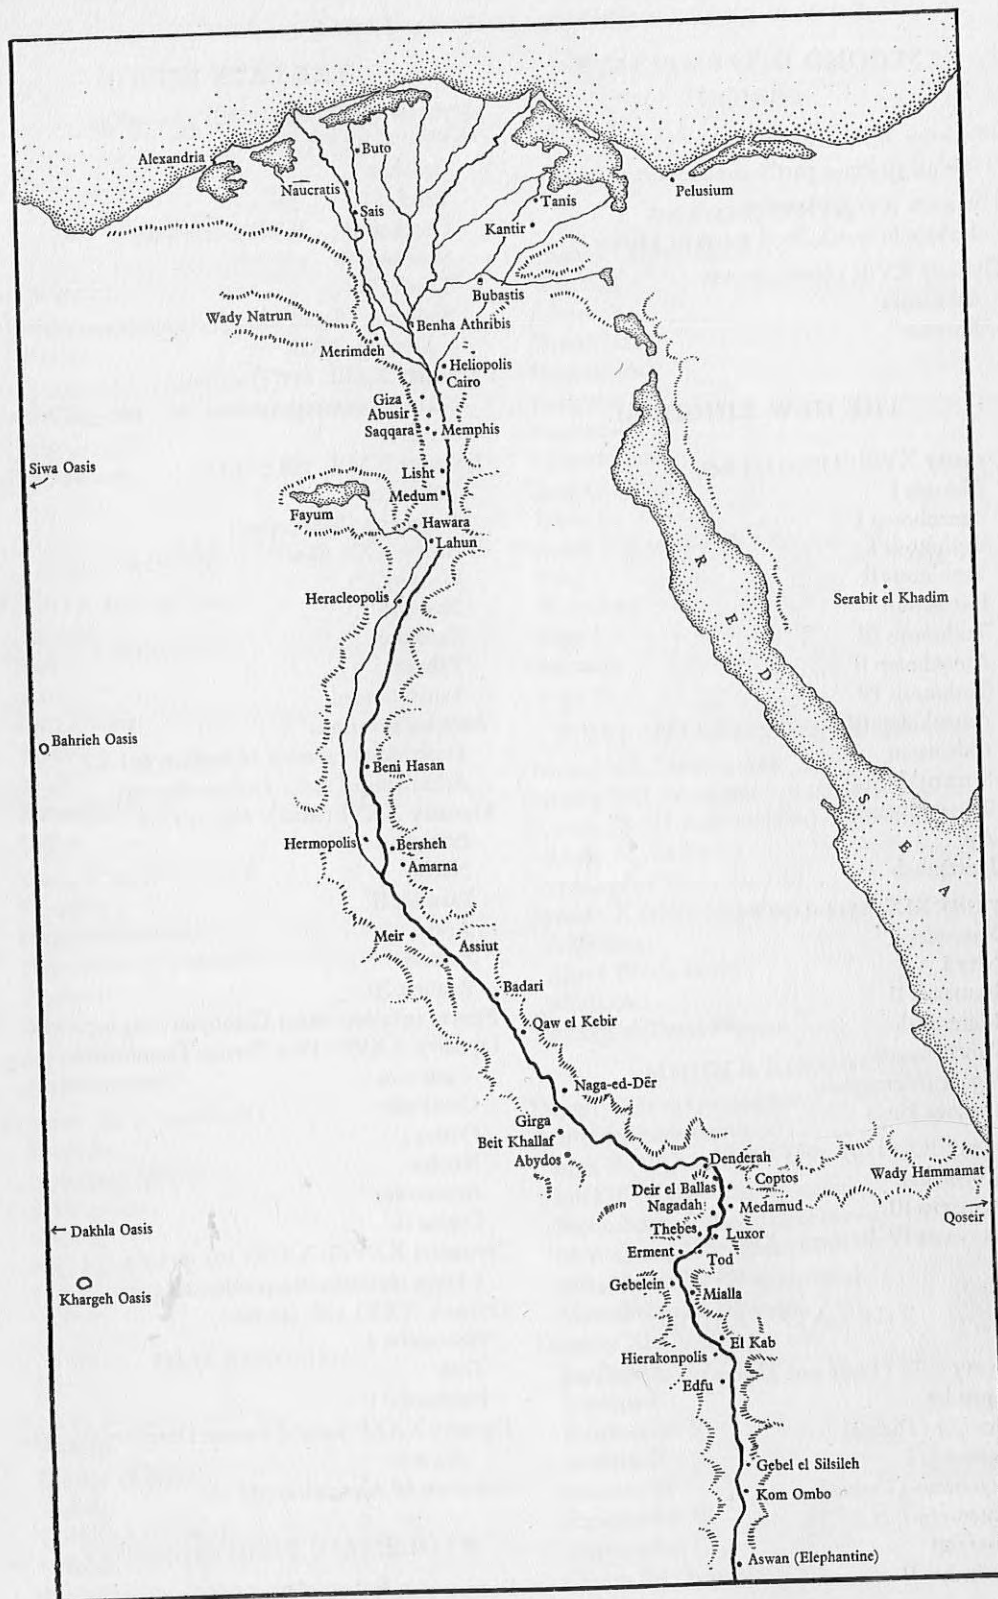 Alexandria
Buto
Naucratis
Sais
Tanis
Pelusium
Kantir
Bubastis
Wady Natrun
Benha Athribis
Merimdeh
Heliopolis
Cairo
Giza
Abusir
Saqqara
Memphis
Siwa Oasis
Lisht
Medum
Fayum
Hawara
Lahun
Heracleopolis
RED SEA
Serabit el Khadim
Bahrieh Oasis
Beni Hasan
Hermopolis
Bersheh
Amarna
Meir
Assiut
Badari
Qaw el Kebir
Naga-ed-Dêr
Girga
Beit Khallaf
Abydos
Denderah
Coptos
Wady Hammamat
Deir el Ballas
Nagadah
Medamud
Qoseir
Dakhla Oasis
Thebes
Luxor
Erment
Tod
Khargeh Oasis
Gebelein
Mialla
El Kab
Hierakonpolis
Edfu
Gebel el Silsileh
Kom Ombo
Aswan (Elephantine)